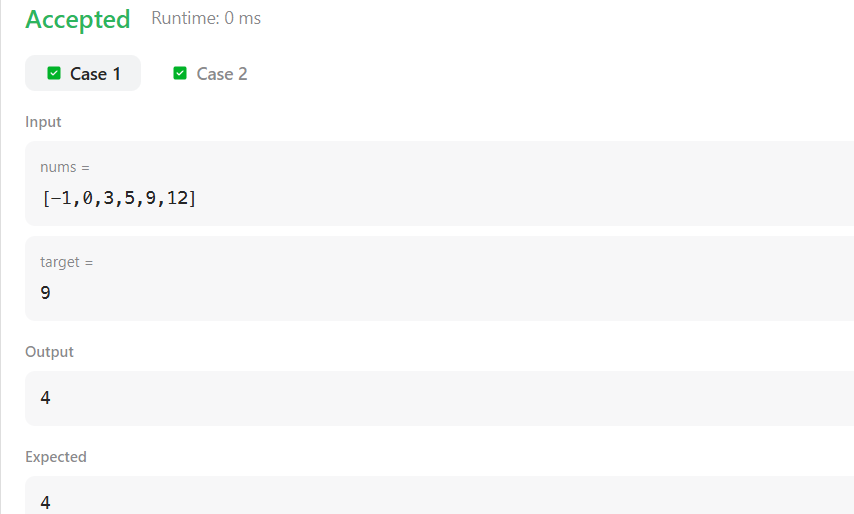 Accepted Runtime: 0 ms
Case 1 Case 2
Input
nums =
[-1,0,3,5,9,12]
target =
9
Output
4
Expected
4